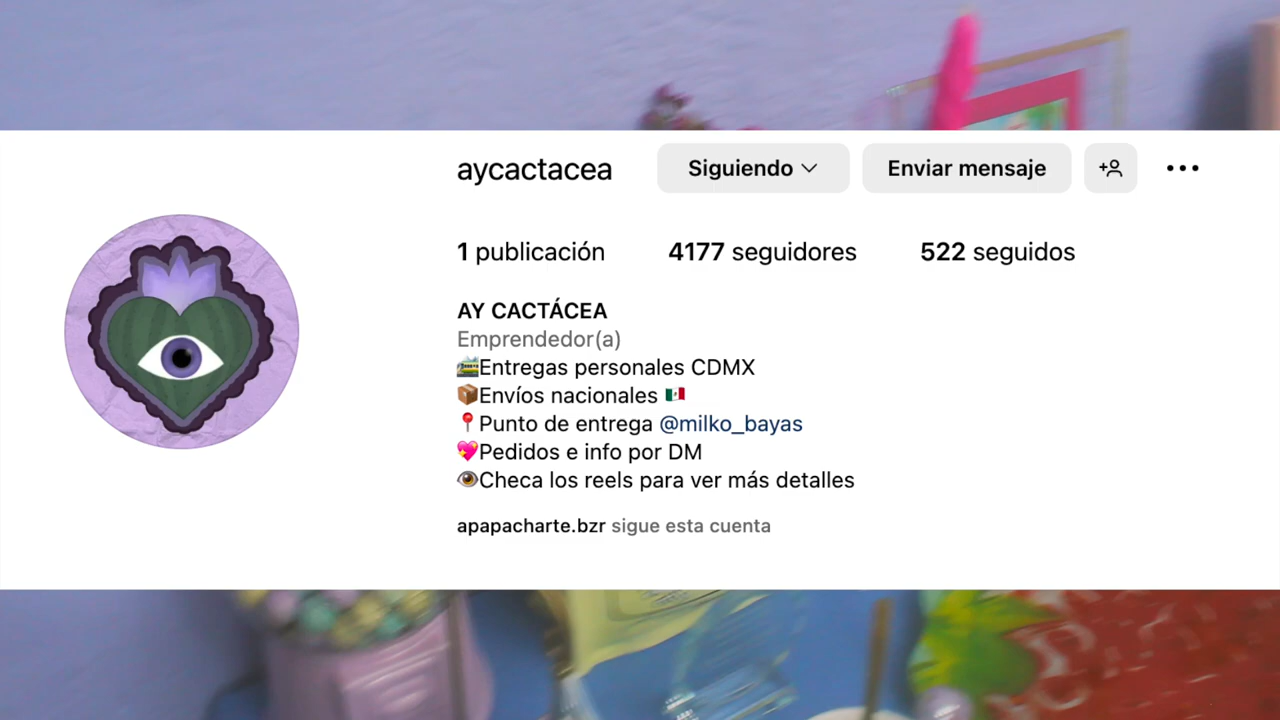 aycactacea Siguiendo Enviar mensaje
1 publicación 4177 seguidores 522 seguidos
AY CACTÁCEA
Emprendedor(a)
🚞Entregas personales CDMX
📦Envíos nacionales 🇲🇽
📍Punto de entrega @milko_bayas
💖Pedidos e info por DM
👁️Checa los reels para ver más detalles
apapacharte.bzr sigue esta cuenta